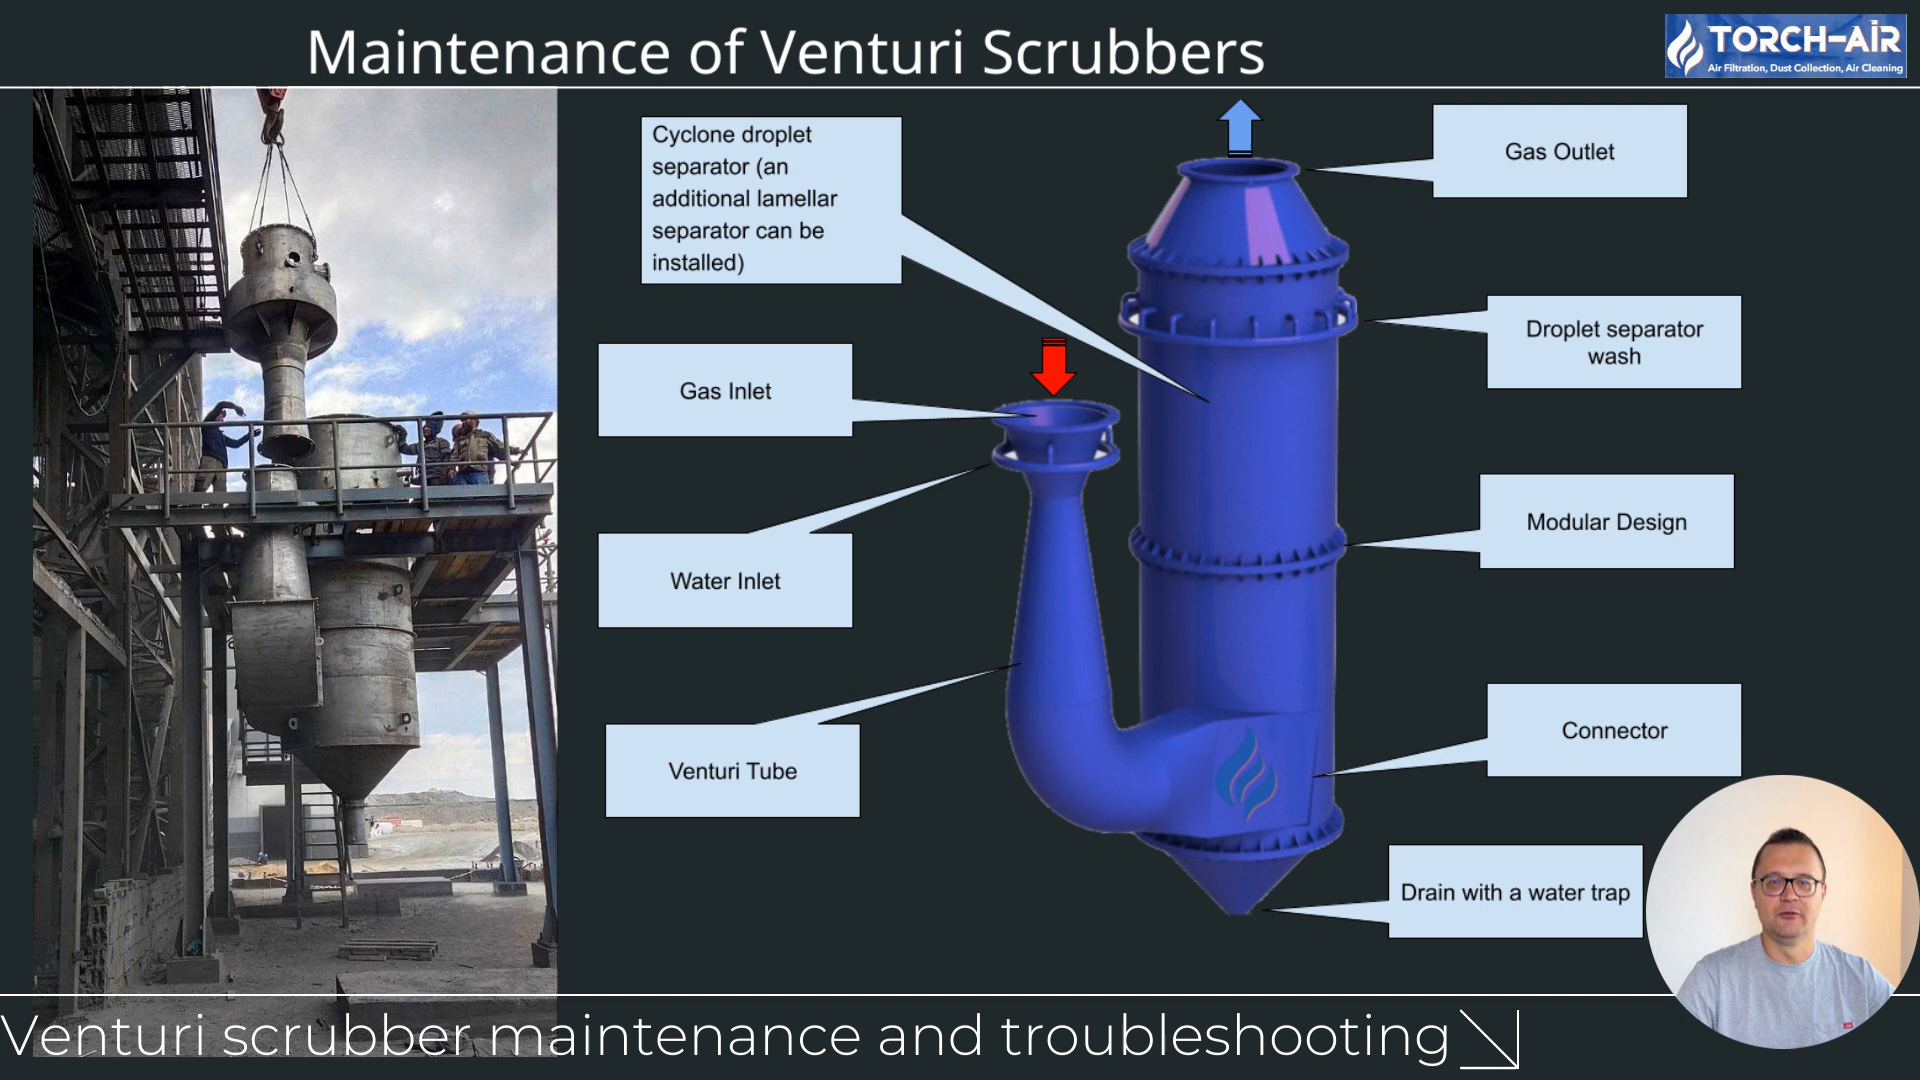 Maintenance of Venturi Scrubbers
TORCH-AIR
Air Filtration, Dust Collection, Air Cleaning
Cyclone droplet
separator (an
additional lamellar
separator can be
installed)
Gas Outlet
Droplet separator
wash
Gas Inlet
Modular Design
Water Inlet
Connector
Venturi Tube
Drain with a water trap
Venturi scrubber maintenance and troubleshooting